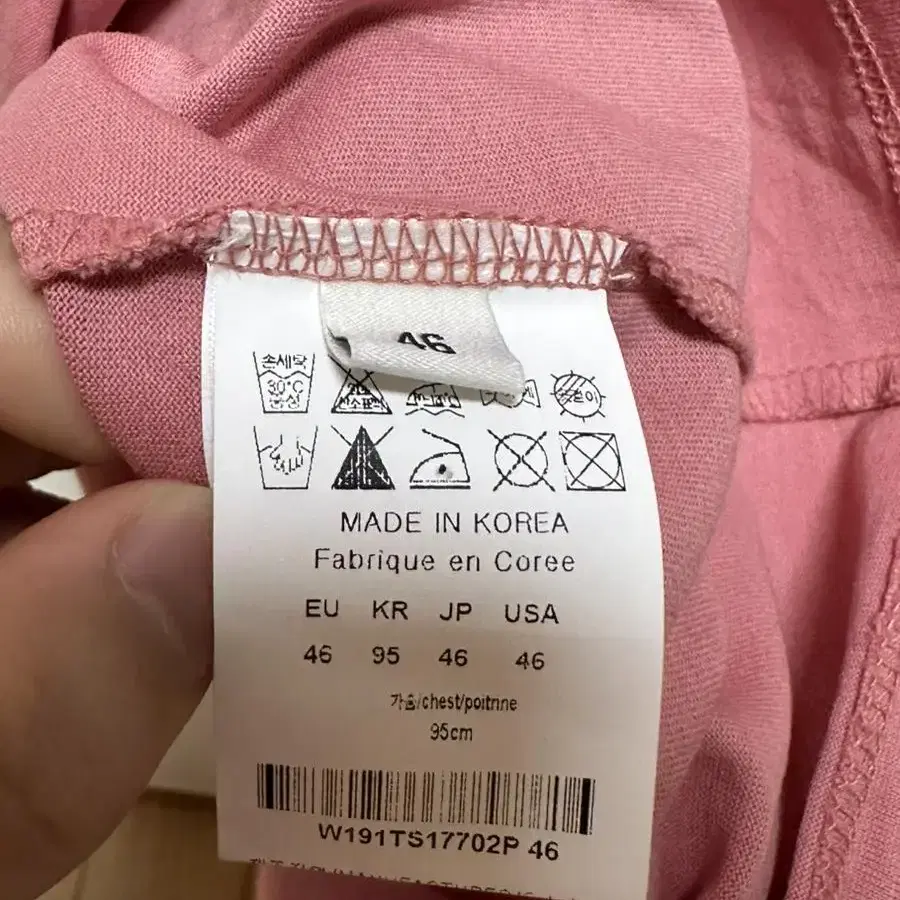 46
손세탁
30°C
중성
MADE IN KOREA
Fabrique en Coree
EU KR JP USA
46 95 46 46
가슴/chest/poitrine
95cm
W191TS17702P 46